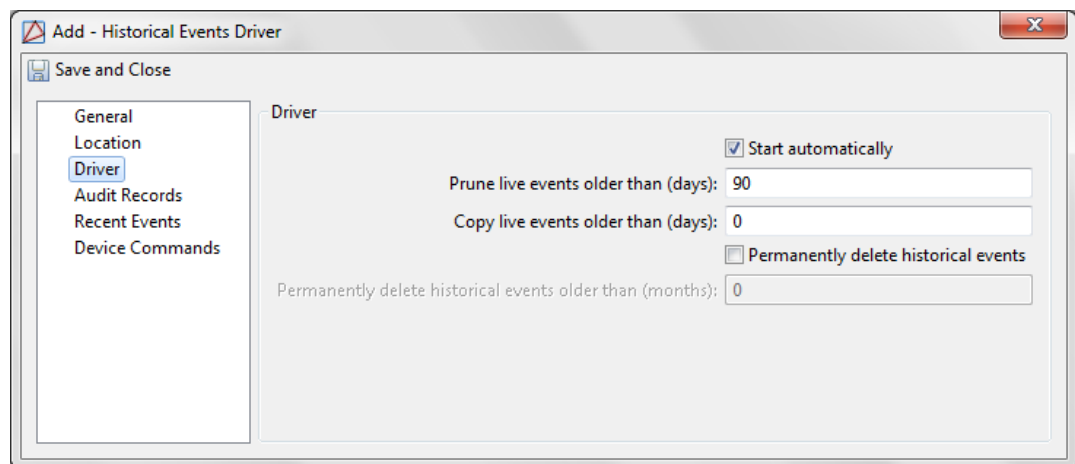 Add - Historical Events Driver
Save and Close
General
Location
Driver
Audit Records
Recent Events
Device Commands
Driver
Start automatically
Prune live events older than (days): 90
Copy live events older than (days): 0
Permanently delete historical events
Permanently delete historical events older than (months): 0